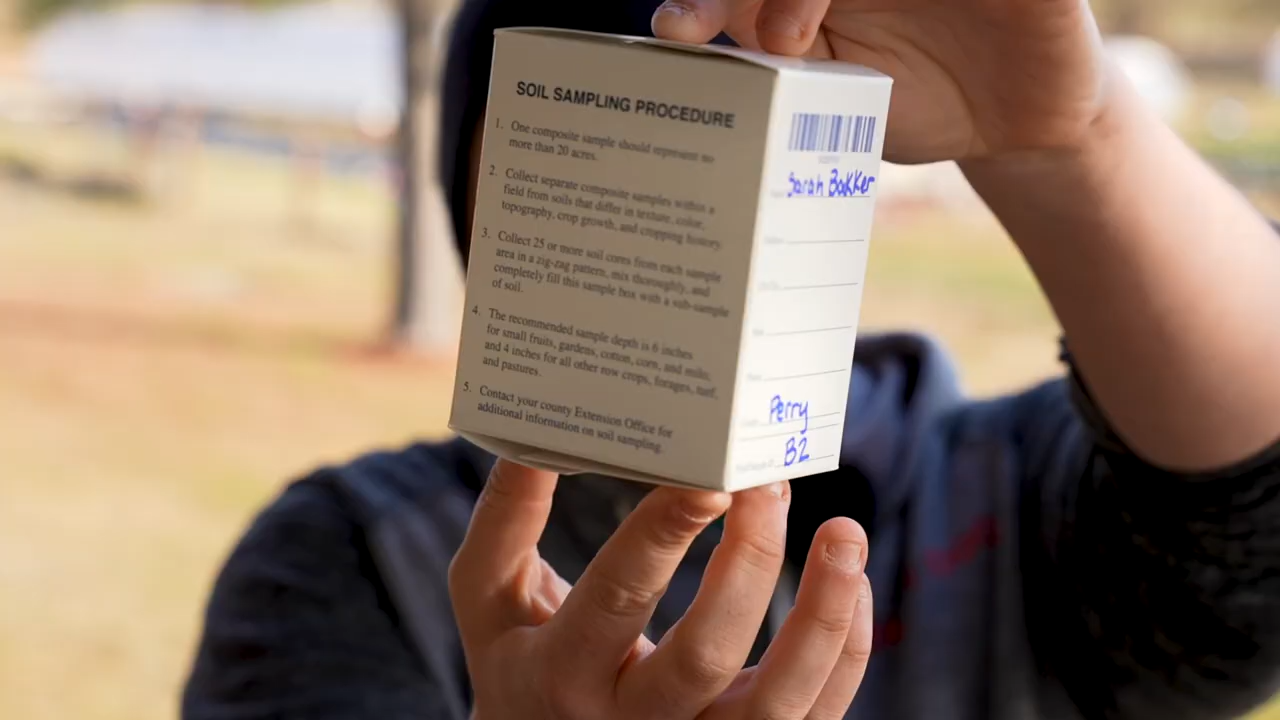 SOIL SAMPLING PROCEDURE
1. One composite sample should represent no
more than 20 acres.
2. Collect separate composite samples within a
field from soils that differ in texture, color,
topography, crop growth, and cropping history.
3. Collect 25 or more soil cores from each sample
area in a zig-zag pattern, mix thoroughly, and
completely fill this sample box with a sub-sample
of soil.
4. The recommended sample depth is 6 inches
for small fruits, gardens, cotton, corn, and milo,
and 4 inches for all other row crops, forages, turf,
and pastures.
5. Contact your county Extension Office for
additional information on soil sampling.
Sarah Bakker
Perry
B2